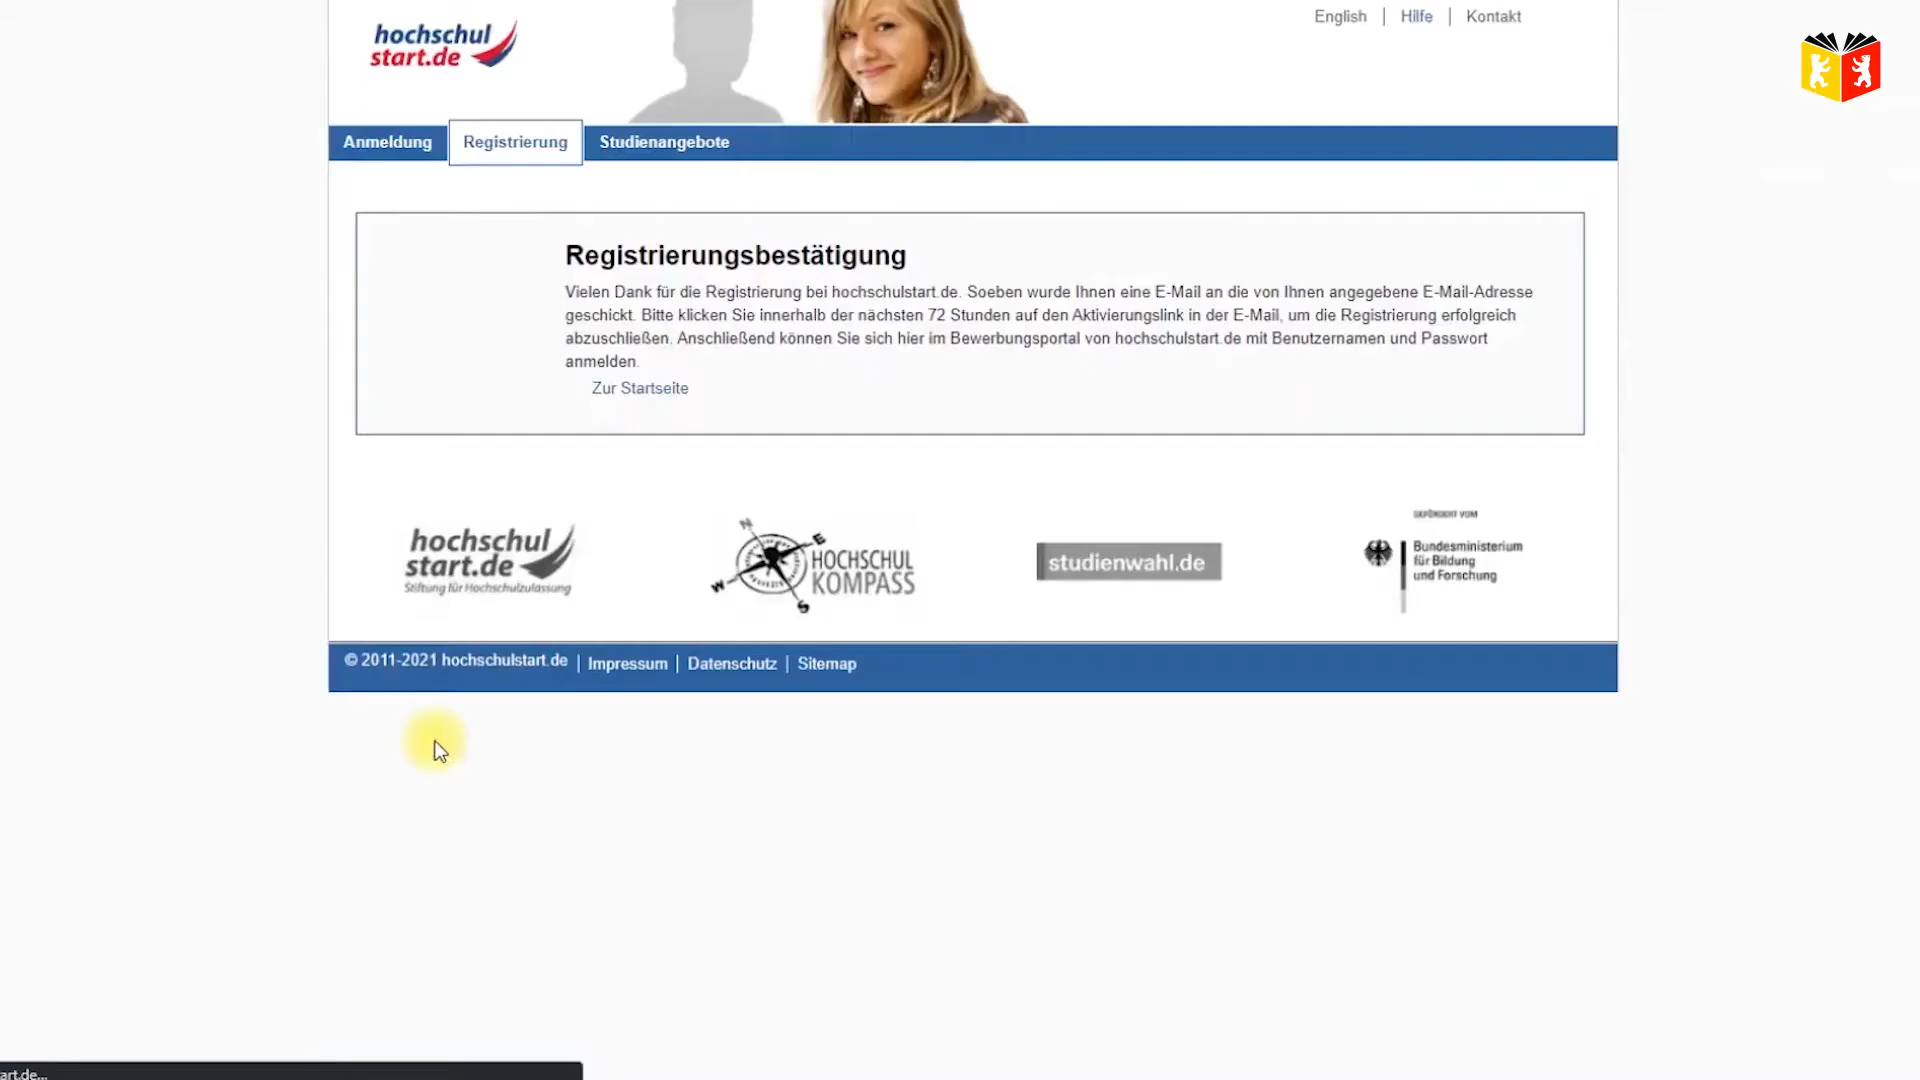 hochschul
start.de
English | Hilfe | Kontakt
Anmeldung Registrierung Studienangebote
Registrierungsbestätigung
Vielen Dank für die Registrierung bei hochschulstart.de. Soeben wurde Ihnen eine E-Mail an die von Ihnen angegebene E-Mail-Adresse
geschickt. Bitte klicken Sie innerhalb der nächsten 72 Stunden auf den Aktivierungslink in der E-Mail, um die Registrierung erfolgreich
abzuschließen. Anschließend können Sie sich hier im Bewerbungsportal von hochschulstart.de mit Benutzernamen und Passwort
anmelden.
Zur Startseite
hochschul
start.de
Stiftung für Hochschulzulassung
N
E
W
S
HOCHSCHUL
KOMPASS
studienwahl.de
GEFÖRDERT VOM
Bundesministerium
für Bildung
und Forschung
© 2011-2021 hochschulstart.de | Impressum | Datenschutz | Sitemap
art.de...